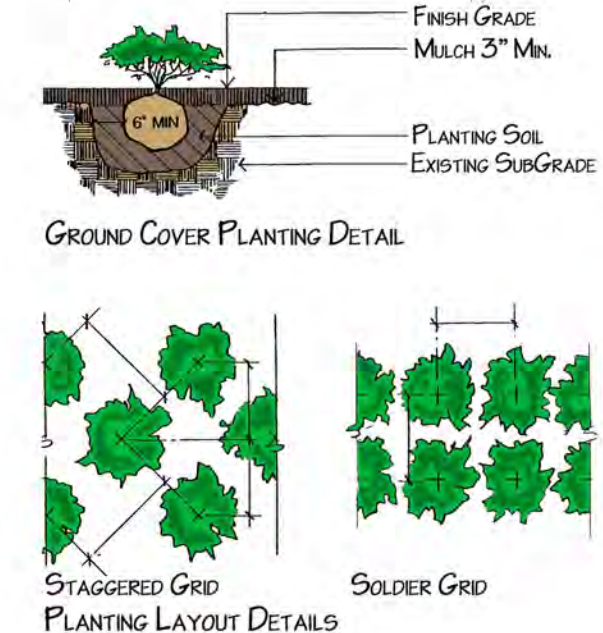 Finish Grade
Mulch 3" Min.
6" MIN
Planting Soil
Existing SubGrade
Ground Cover Planting Detail
Staggered Grid
Soldier Grid
Planting Layout Details